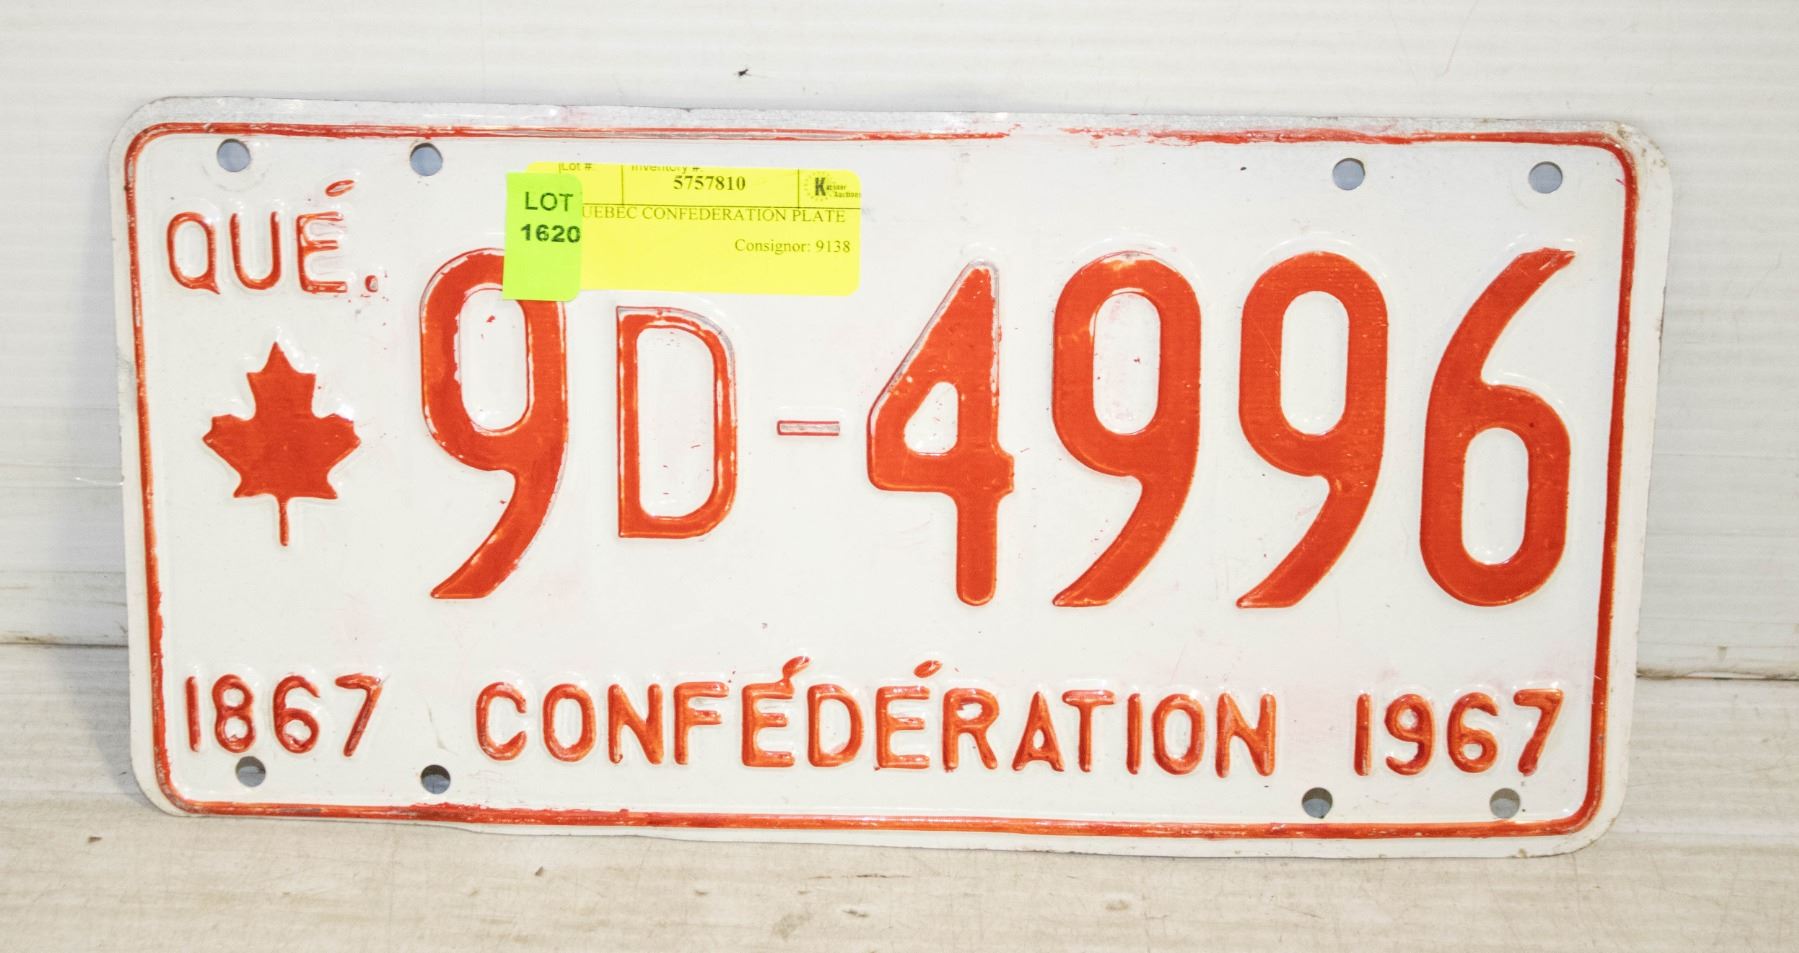 Lot #: Inventory #:
5757810
LOT
1620
UEBEC CONFEDERATION PLATE
Consignor: 9138
QUÉ.
9D-4996
1867 CONFÉDÉRATION 1967